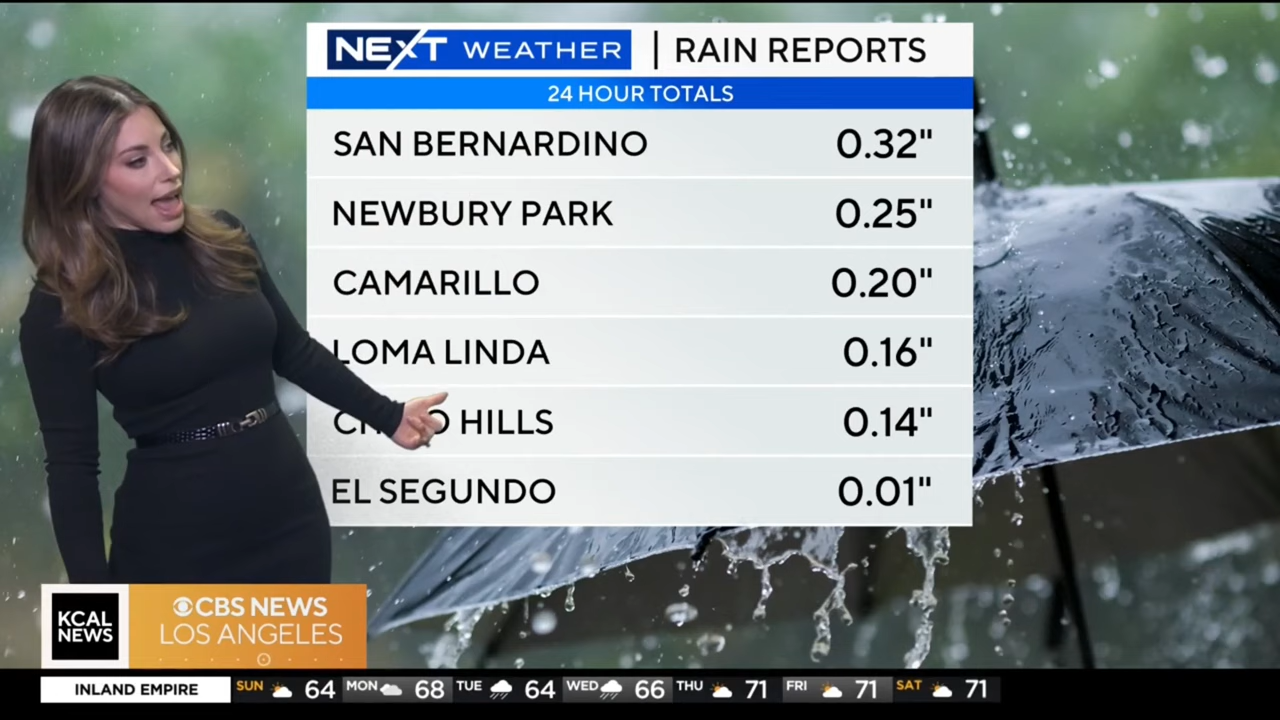 NEXT WEATHER | RAIN REPORTS
24 HOUR TOTALS
SAN BERNARDINO 0.32"
NEWBURY PARK 0.25"
CAMARILLO 0.20"
LOMA LINDA 0.16"
HILLS 0.14"
EL SEGUNDO 0.01"
KCAL NEWS
CBS NEWS
LOS ANGELES
INLAND EMPIRE SUN 64 MON 68 TUE 64 WED 66 THU 71 FRI 71 SAT 71